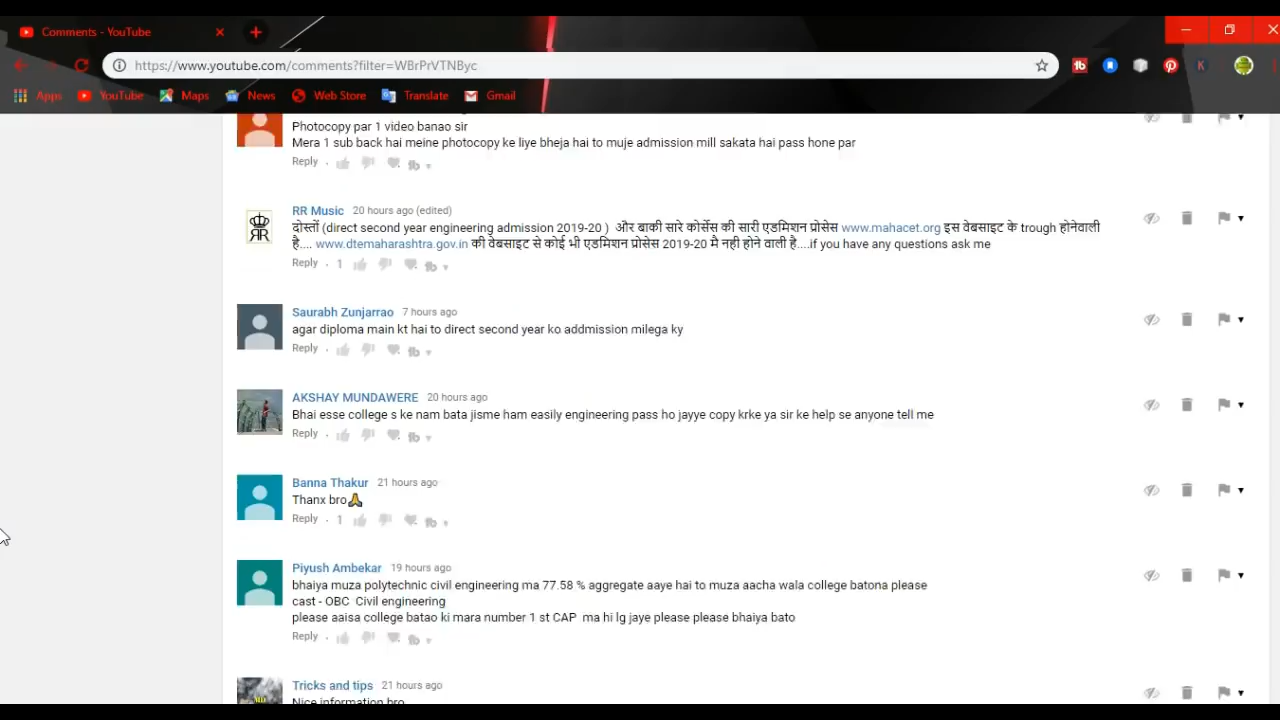 Comments - YouTube
https://www.youtube.com/comments?filter=WBrPrVTNByc
Apps YouTube Maps News Web Store Translate Gmail
Photocopy par 1 video banao sir
Mera 1 sub back hai meine photocopy ke liye bheja hai to muje admission mill sakata hai pass hone par
Reply
RR Music 20 hours ago (edited)
दोस्तों (direct second year engineering admission 2019-20 ) और बाकी सारे कोर्सेस की सारी एडमिशन प्रोसेस www.mahacet.org इस वेबसाइट के trough होनेवाली
है.... www.dtemaharashtra.gov.in की वेबसाइट से कोई भी एडमिशन प्रोसेस 2019-20 मै नही होने वाली है....if you have any questions ask me
Reply 1
Saurabh Zunjarrao 7 hours ago
agar diploma main kt hai to direct second year ko addmission milega ky
Reply
AKSHAY MUNDAWERE 20 hours ago
Bhai esse college s ke nam bata jisme ham easily engineering pass ho jayye copy krke ya sir ke help se anyone tell me
Reply
Banna Thakur 21 hours ago
Thanx bro🙏
Reply 1
Piyush Ambekar 19 hours ago
bhaiya muza polytechnic civil engineering ma 77.58 % aggregate aaye hai to muza aacha wala college batona please
cast - OBC Civil engineering
please aaisa college batao ki mara number 1 st CAP ma hi lg jaye please please bhaiya bato
Reply
Tricks and tips 21 hours ago
Nice information bro